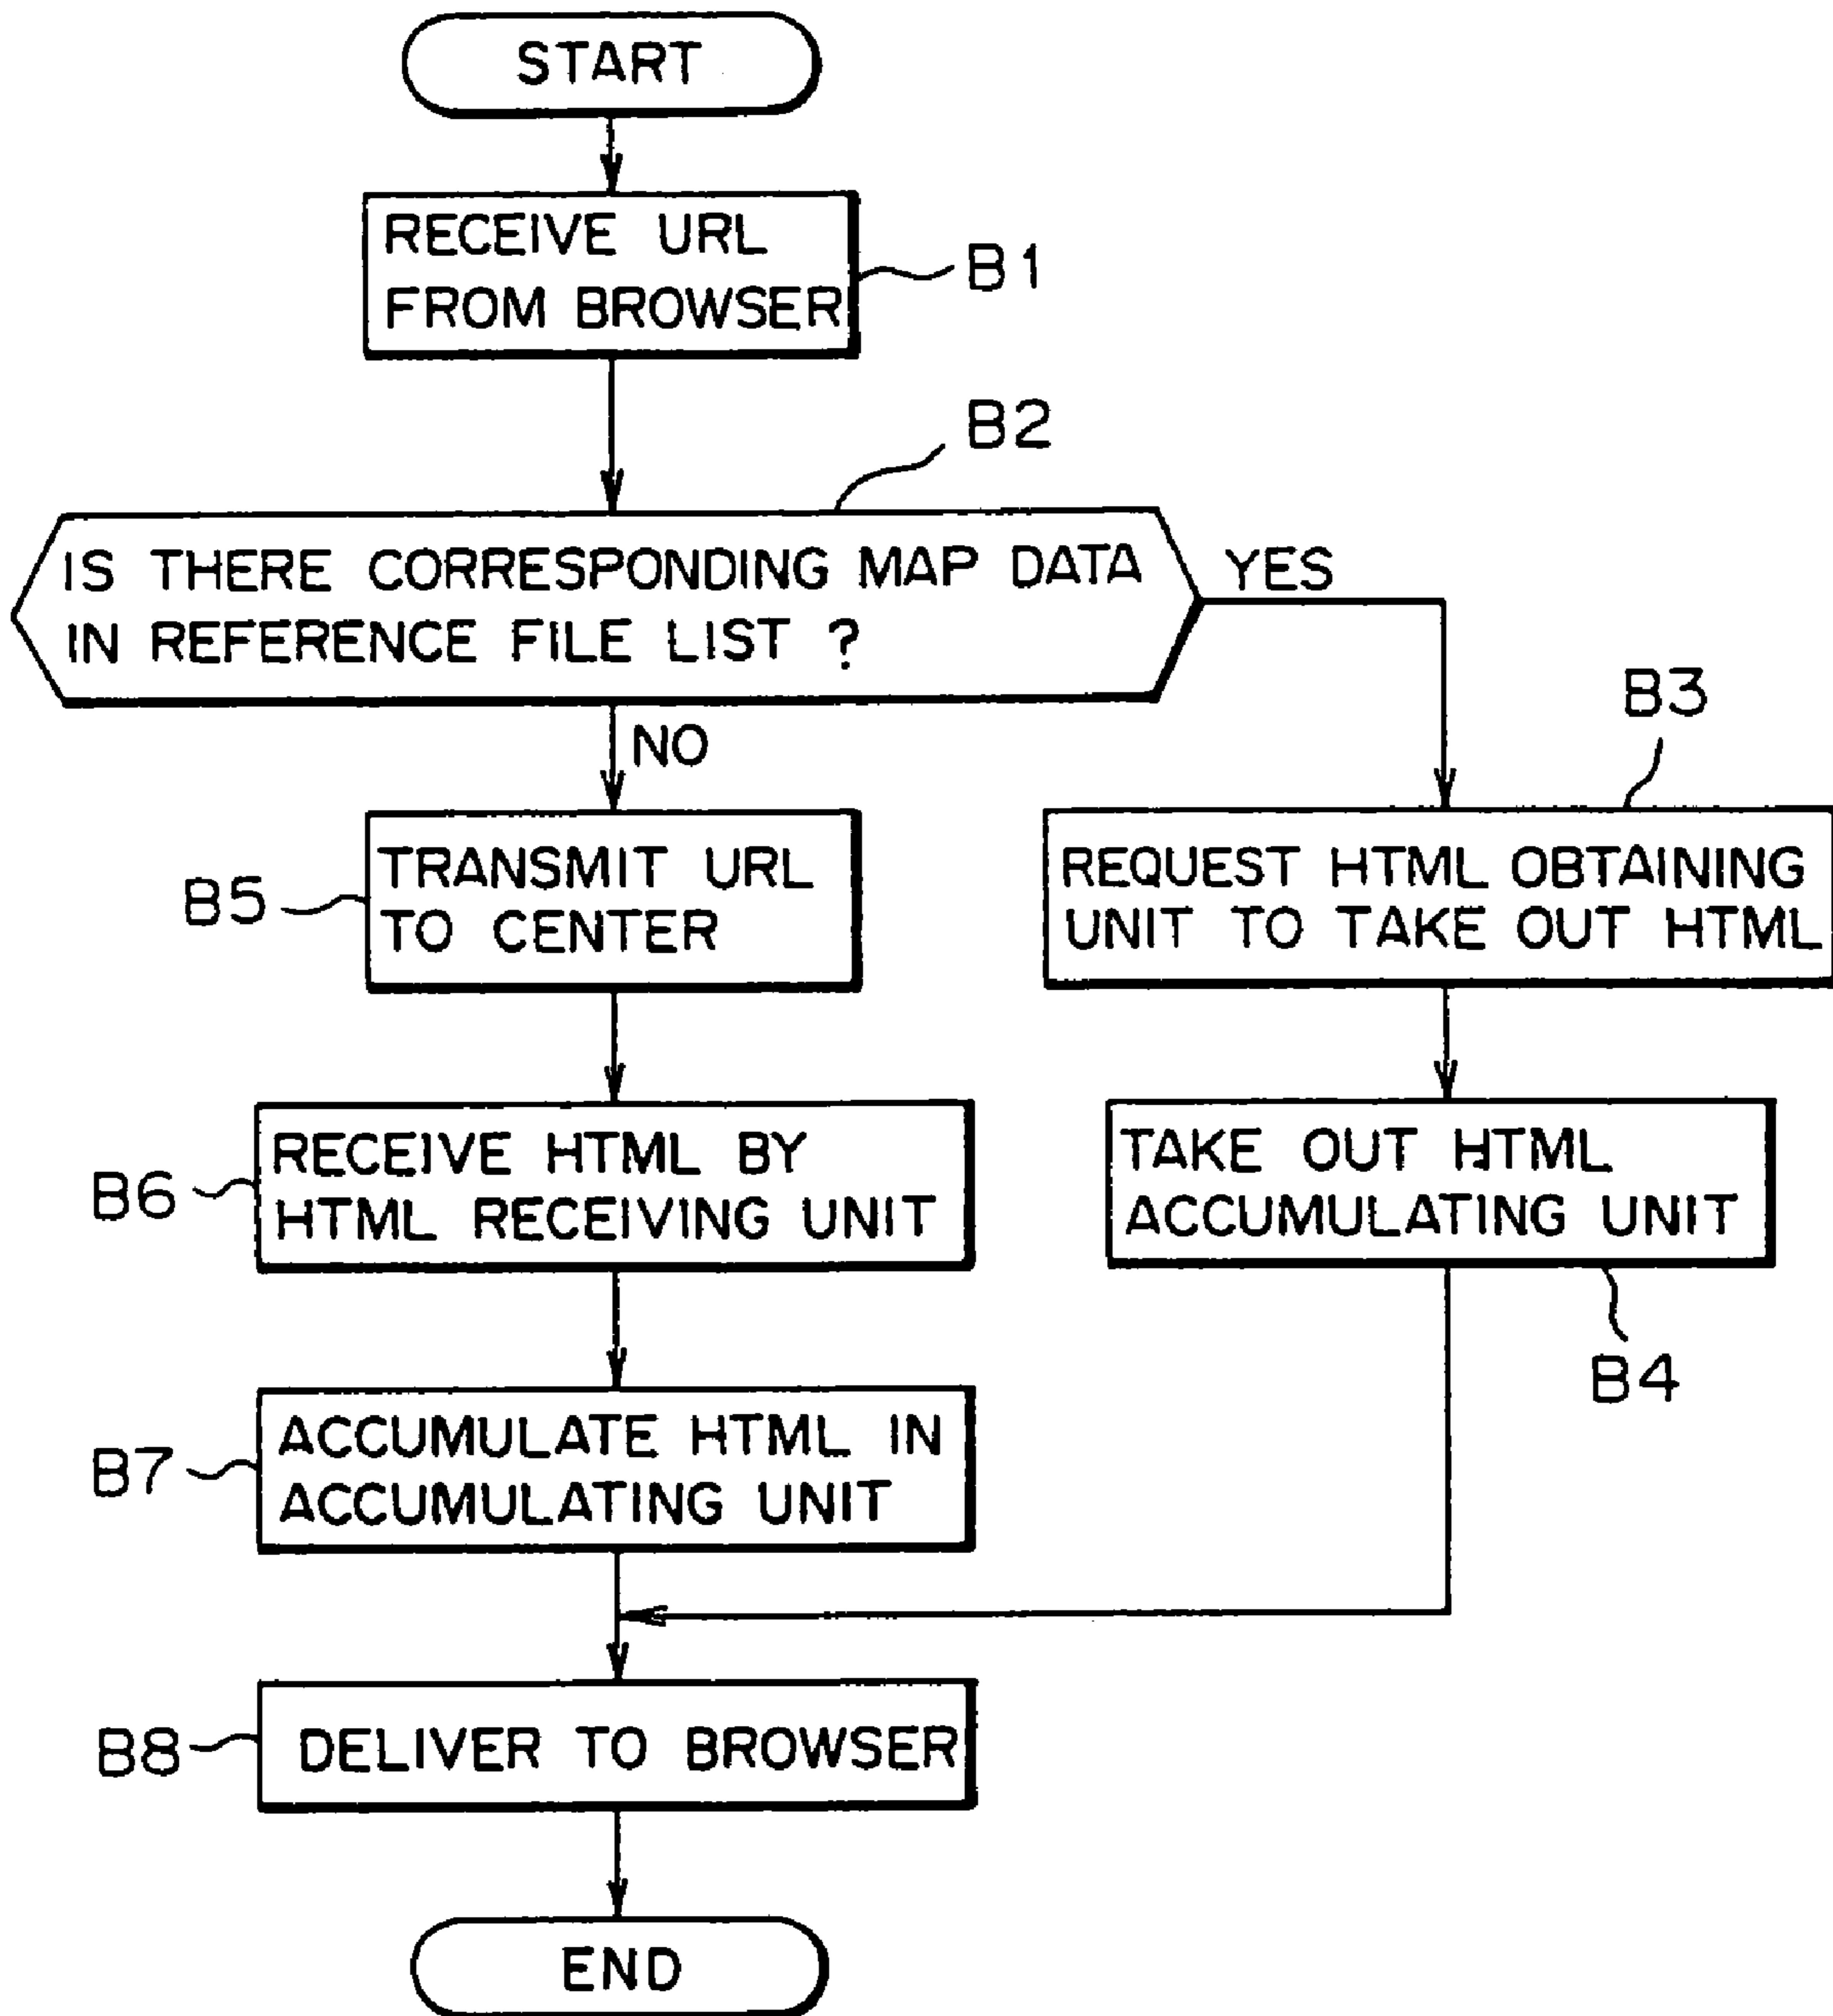 START
RECEIVE URL
FROM BROWSER
B1
B2
IS THERE CORRESPONDING MAP DATA
IN REFERENCE FILE LIST ?
YES
NO
B3
REQUEST HTML OBTAINING
UNIT TO TAKE OUT HTML
B5
TRANSMIT URL
TO CENTER
TAKE OUT HTML
ACCUMULATING UNIT
B4
B6
RECEIVE HTML BY
HTML RECEIVING UNIT
B7
ACCUMULATE HTML IN
ACCUMULATING UNIT
B8
DELIVER TO BROWSER
END